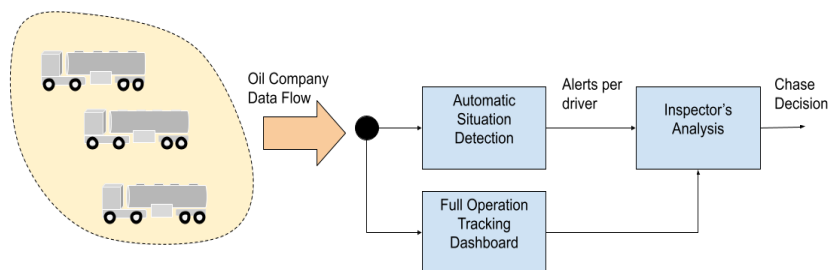 Oil Company
Data Flow
Automatic
Situation
Detection
Alerts per
driver
Inspector's
Analysis
Chase
Decision
Full Operation
Tracking
Dashboard